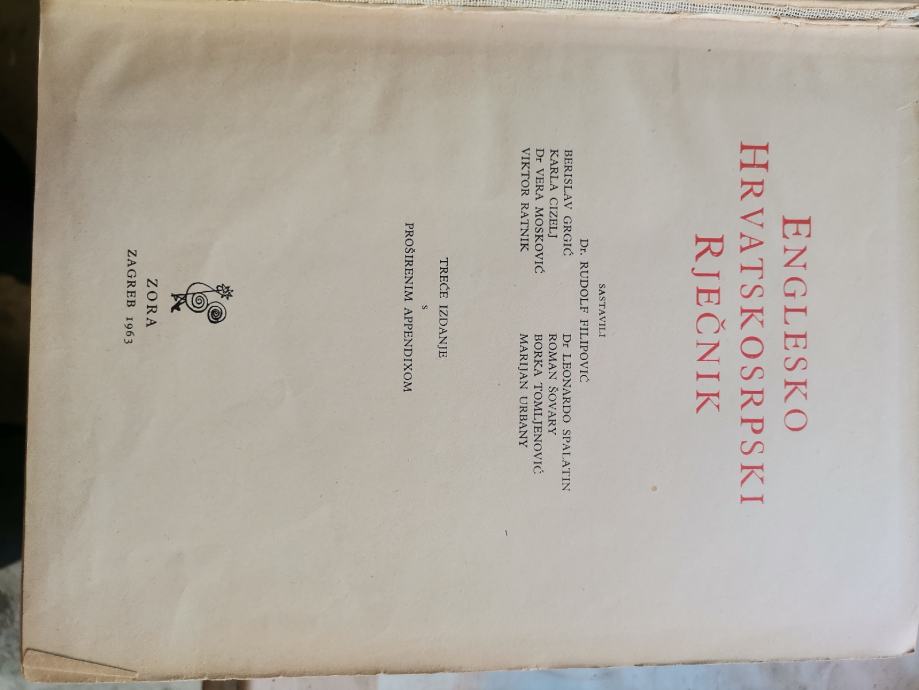 ENGLESKO
HRVATSKOSRPSKI
RJEČNIK
SASTAVILI
Dr. RUDOLF FILIPOVIĆ
BERISLAV GRGIĆ
KARLA CIZELJ
Dr VERA MOSKOVIĆ
VIKTOR RATNIK
Dr LEONARDO SPALATIN
ROMAN ŠOVARY
BORKA TOMLJENOVIĆ
MARIJAN URBANY
TREĆE IZDANJE
S
PROŠIRENIM APPENDIXOM
ZORA
ZAGREB 1963